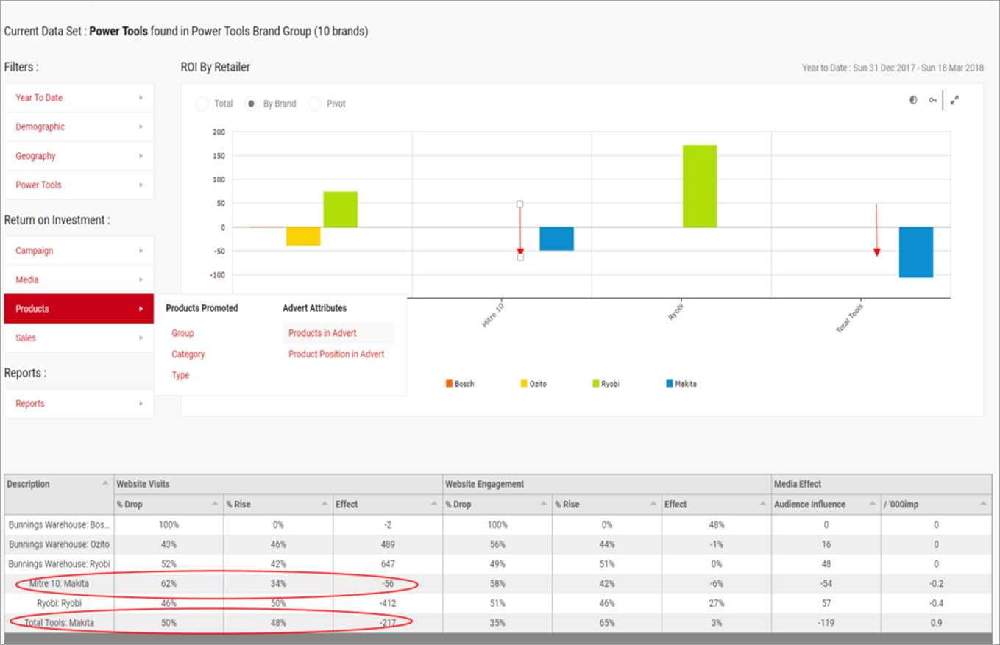 Current Data Set : Power Tools found in Power Tools Brand Group (10 brands)
Filters :
ROI By Retailer
Year to Date : Sun 31 Dec 2017 - Sun 18 Mar 2018
Year To Date
Demographic
Geography
Power Tools
Return on Investment :
Campaign
Media
Products
Sales
Reports :
Reports
Total By Brand Pivot
200
150
100
50
0
-50
-100
Mitre 10
Ryobi
Total Tools
Products Promoted
Group
Category
Type
Advert Attributes
Products in Advert
Product Position in Advert
Bosch Ozito Ryobi Makita
Description Website Visits Website Engagement Media Effect
% Drop % Rise Effect % Drop % Rise Effect Audience Influence / '000imp
Bunnings Warehouse: Bos... 100% 0% -2 100% 0% 48% 0 0
Bunnings Warehouse: Ozito 43% 46% 489 56% 44% -1% 16 0
Bunnings Warehouse: Ryobi 52% 42% 647 49% 51% 0% 48 0
Mitre 10: Makita 62% 34% -56 58% 42% -6% -54 -0.2
Ryobi: Ryobi 46% 50% -412 51% 46% 27% 57 -0.4
Total Tools: Makita 50% 48% -217 35% 65% 3% -119 0.9